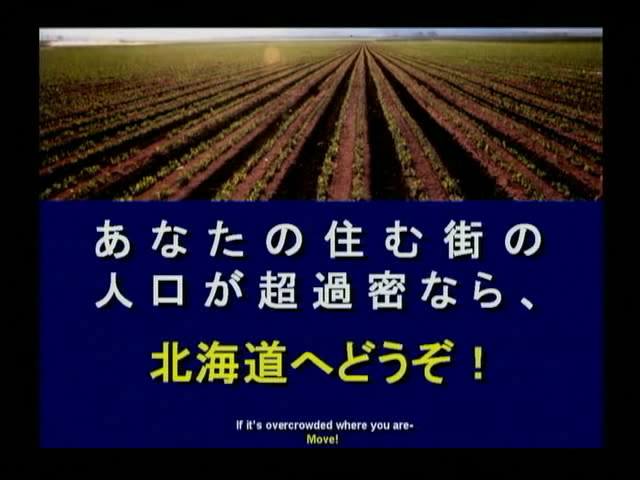 あなたの住む街の
人口が超過密なら、
北海道へどうぞ！
If it's overcrowded where you are-
Move!